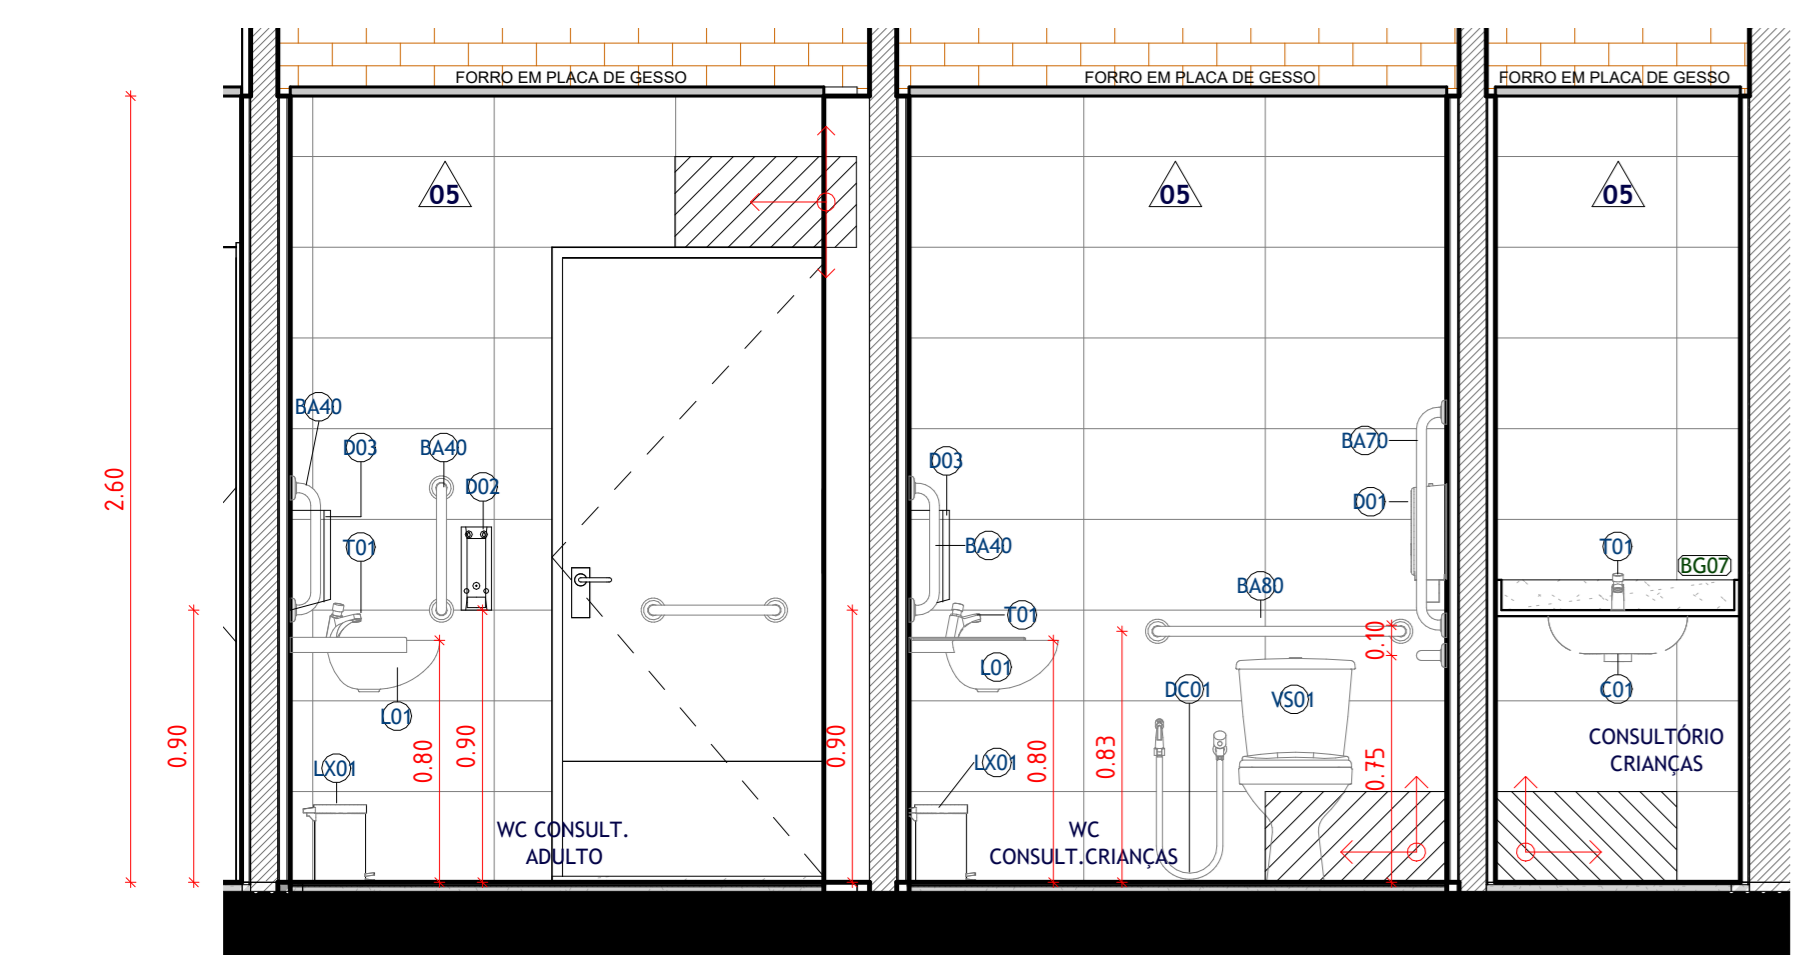 FORRO EM PLACA DE GESSO
FORRO EM PLACA DE GESSO
FORRO EM PLACA DE GESSO
05
05
05
BA40
D03
BA40
D02
T01
L01
LX01
2.60
0.90
0.80
0.90
0.90
WC CONSULT.
ADULTO
D03
BA40
T01
L01
LX01
BA80
BA70
D01
DC01
VS01
0.80
0.83
0.10
0.75
WC
CONSULT.CRIANÇAS
T01
BG07
C01
CONSULTÓRIO
CRIANÇAS